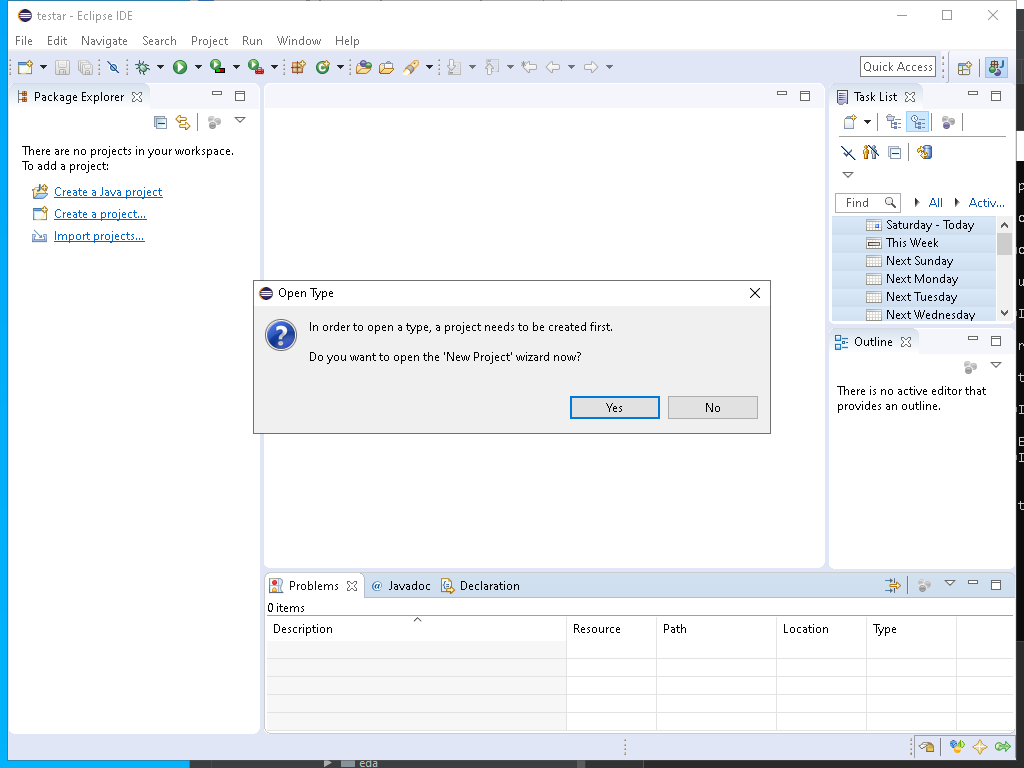 testar - Eclipse IDE
File Edit Navigate Search Project Run Window Help
Quick Access
Package Explorer
There are no projects in your workspace.
To add a project:
Create a Java project
Create a project...
Import projects...
Task List
Find All Activ...
Saturday - Today
This Week
Next Sunday
Next Monday
Next Tuesday
Next Wednesday
Outline
There is no active editor that
provides an outline.
Open Type
In order to open a type, a project needs to be created first.
Do you want to open the 'New Project' wizard now?
Yes No
Problems @ Javadoc Declaration
0 items
Description Resource Path Location Type
eda